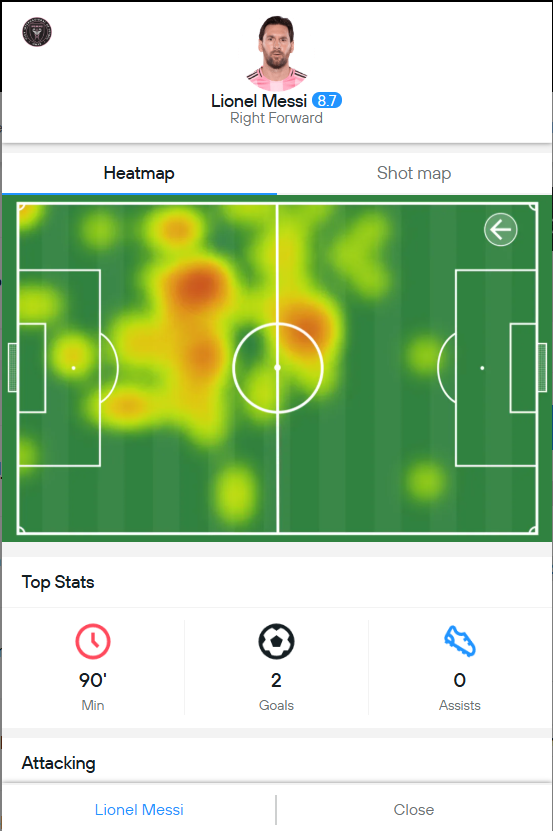 Lionel Messi 8.7
Right Forward
Heatmap
Shot map
Top Stats
90'
2
0
Min
Goals
Assists
Attacking
Lionel Messi
Close